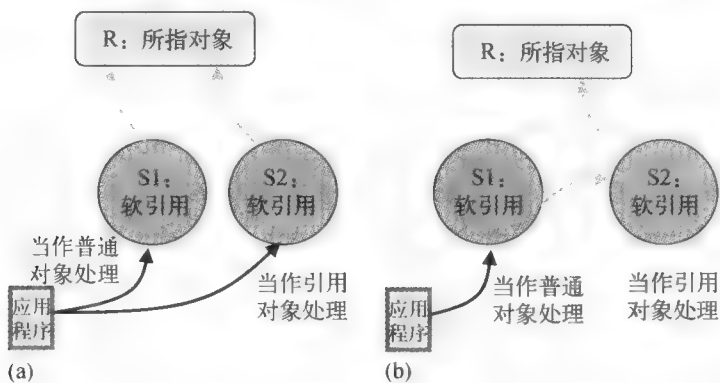 R：所指对象
S1：
软引用
S2：
软引用
当作普通
对象处理
当作引用
对象处理
应用
程序
(a)
R：所指对象
S1：
软引用
S2：
软引用
当作普通
对象处理
当作引用
对象处理
应用
程序
(b)